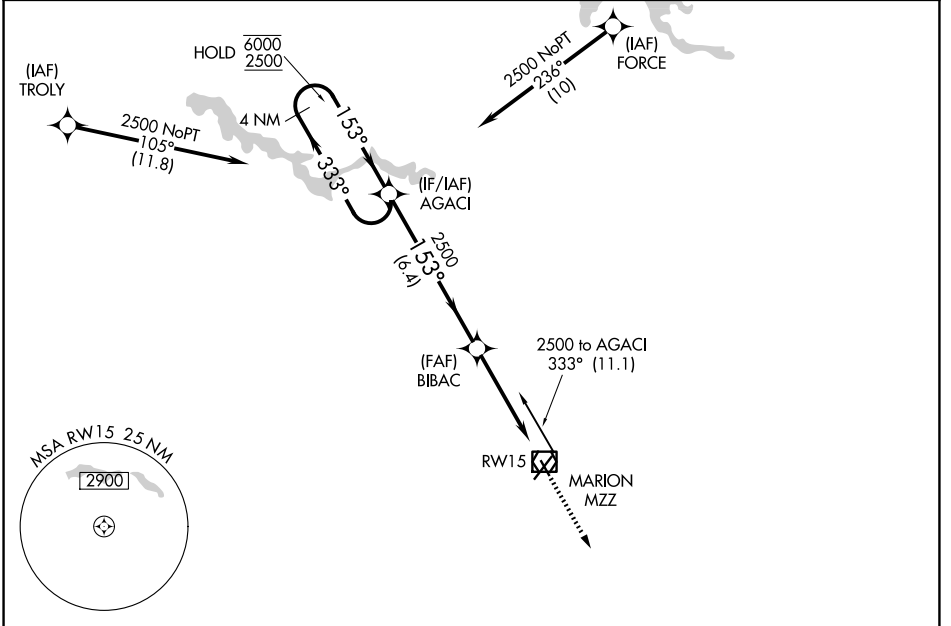 HOLD 6000
2500
(IAF)
TROLY
2500 NoPT
105°
(11.8)
4 NM
153°
333°
2500 NoPT
236°
(10)
(IAF)
FORCE
(IF/IAF)
AGACI
2500
153°
(6.4)
(FAF)
BIBAC
2500 to AGACI
333° (11.1)
RW15
MARION
MZZ
MSA RW15 25 NM
2900